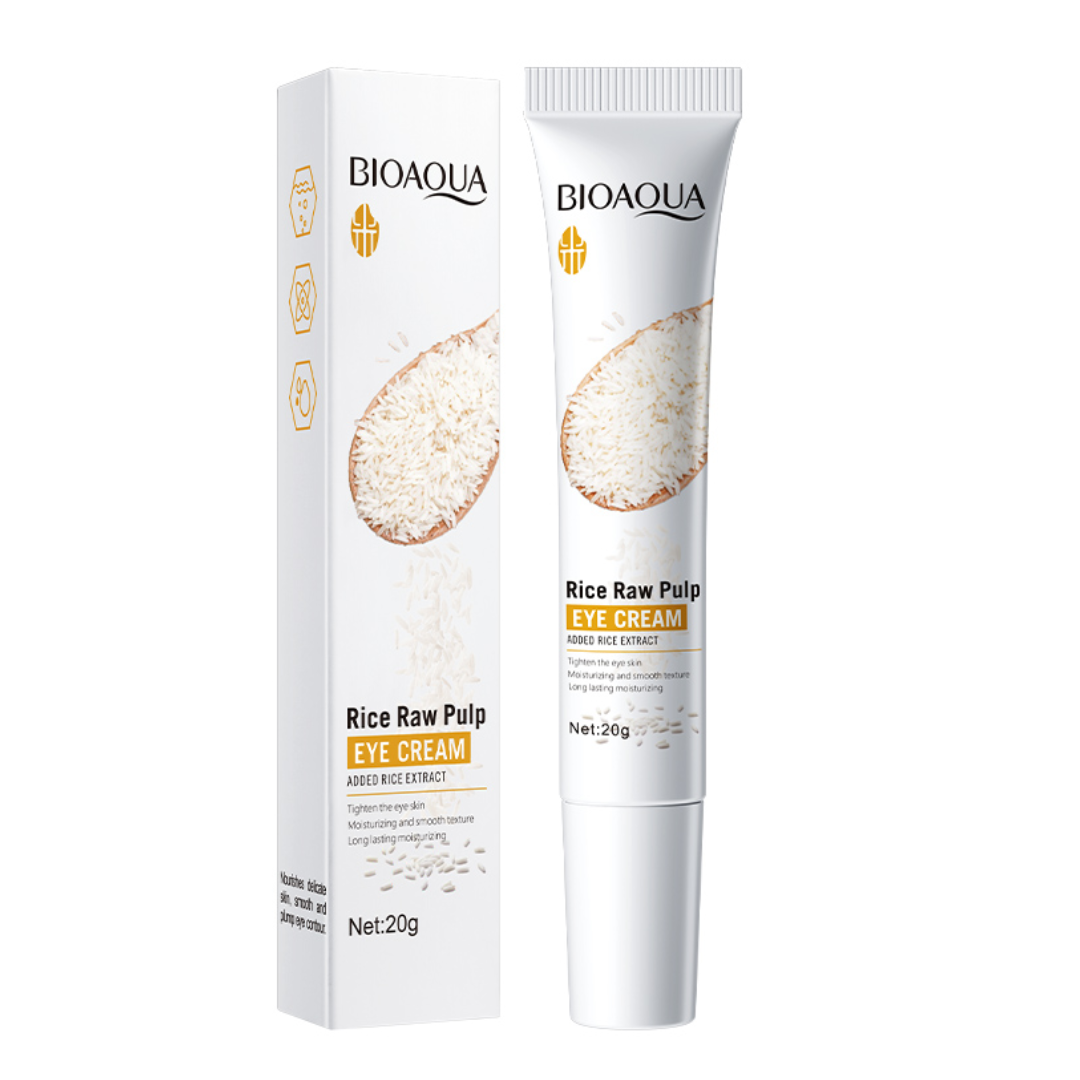 BIOAQUA
Rice Raw Pulp
EYE CREAM
ADDED RICE EXTRACT
Tighten the eye skin
Moisturizing and smooth texture
Long lasting moisturizing
Net:20g
Nourishes delicate
skin, smooth and
plump eye contour.
BIOAQUA
Rice Raw Pulp
EYE CREAM
ADDED RICE EXTRACT
Tighten the eye skin
Moisturizing and smooth texture
Long lasting moisturizing
Net:20g